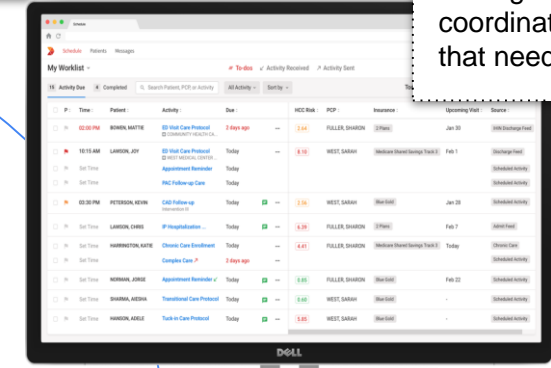 coordinat
that need
Schedule Patients Messages
My Worklist To-dos Activity Received Activity Sent
15 Activity Due 4 Completed Search Patient, PCP or Activity All Activity Sort by
P Time Patient Activity Due HCC Risk PCP Insurance Upcoming Visit Source
02:00 PM BOWEN, MATTIE ED Visit Care Protocol 2 days ago 2.64 FULLER, SHARON 2 Plans Jan 30 HIN Discharge Feed
COMMUNITY HEALTH CA...
10:15 AM LAWSON, JOY ED Visit Care Protocol Today 8.10 WEST, SARAH Medicare Shared Savings Track 2 Feb 1 Discharge Feed
WEST MEDICAL CENTER ...
Set Time Appointment Reminder Today Scheduled Activity
Set Time PAC Follow-up Care Today Scheduled Activity
03:30 PM PETERSON, KEVIN CAD Follow-up Today 2.56 WEST, SARAH Blue Gold Jan 28 Scheduled Activity
Set Time LAWSON, CHRIS IP Hospitalization ... Today 6.39 FULLER, SHARON 2 Plans Feb 7 Admit Feed
Set Time HARRINGTON, KATIE Chronic Care Enrollment Today 4.41 FULLER, SHARON Medicare Shared Savings Track 2 Today Chronic Care
Complex Care 2 days ago Scheduled Activity
Set Time NORMAN, JORGE Appointment Reminder Today 5.85 FULLER, SHARON Blue Gold Feb 22 Scheduled Activity
Set Time SHARMA, AIESHA Transitional Care Protocol Today 5.60 WEST, SARAH Blue Gold - Scheduled Activity
Set Time HANSON, ADELE Tuck-in Care Protocol Today 5.85 WEST, SARAH Blue Gold - Scheduled Activity
DELL